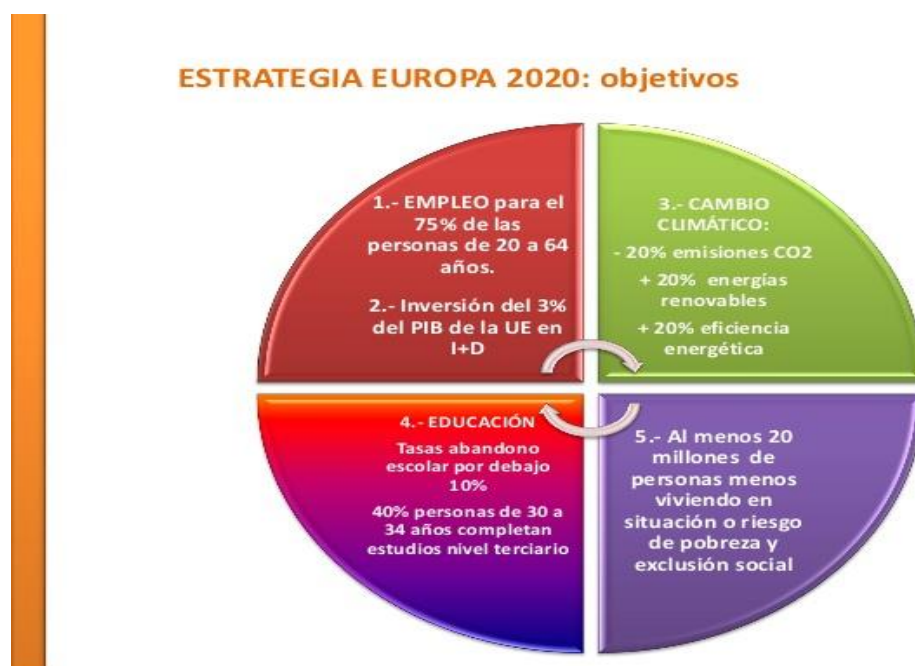 ESTRATEGIA EUROPA 2020: objetivos
1.- EMPLEO para el
75% de las
personas de 20 a 64
años.
2.- Inversión del 3%
del PIB de la UE en
I+D
3.- CAMBIO
CLIMÁTICO:
- 20% emisiones CO2
+ 20% energías
renovables
+ 20% eficiencia
energética
4.- EDUCACIÓN
Tasas abandono
escolar por debajo
10%
40% personas de 30 a
34 años completan
estudios nivel terciario
5.- Al menos 20
millones de
personas menos
viviendo en
situación o riesgo
de pobreza y
exclusión social